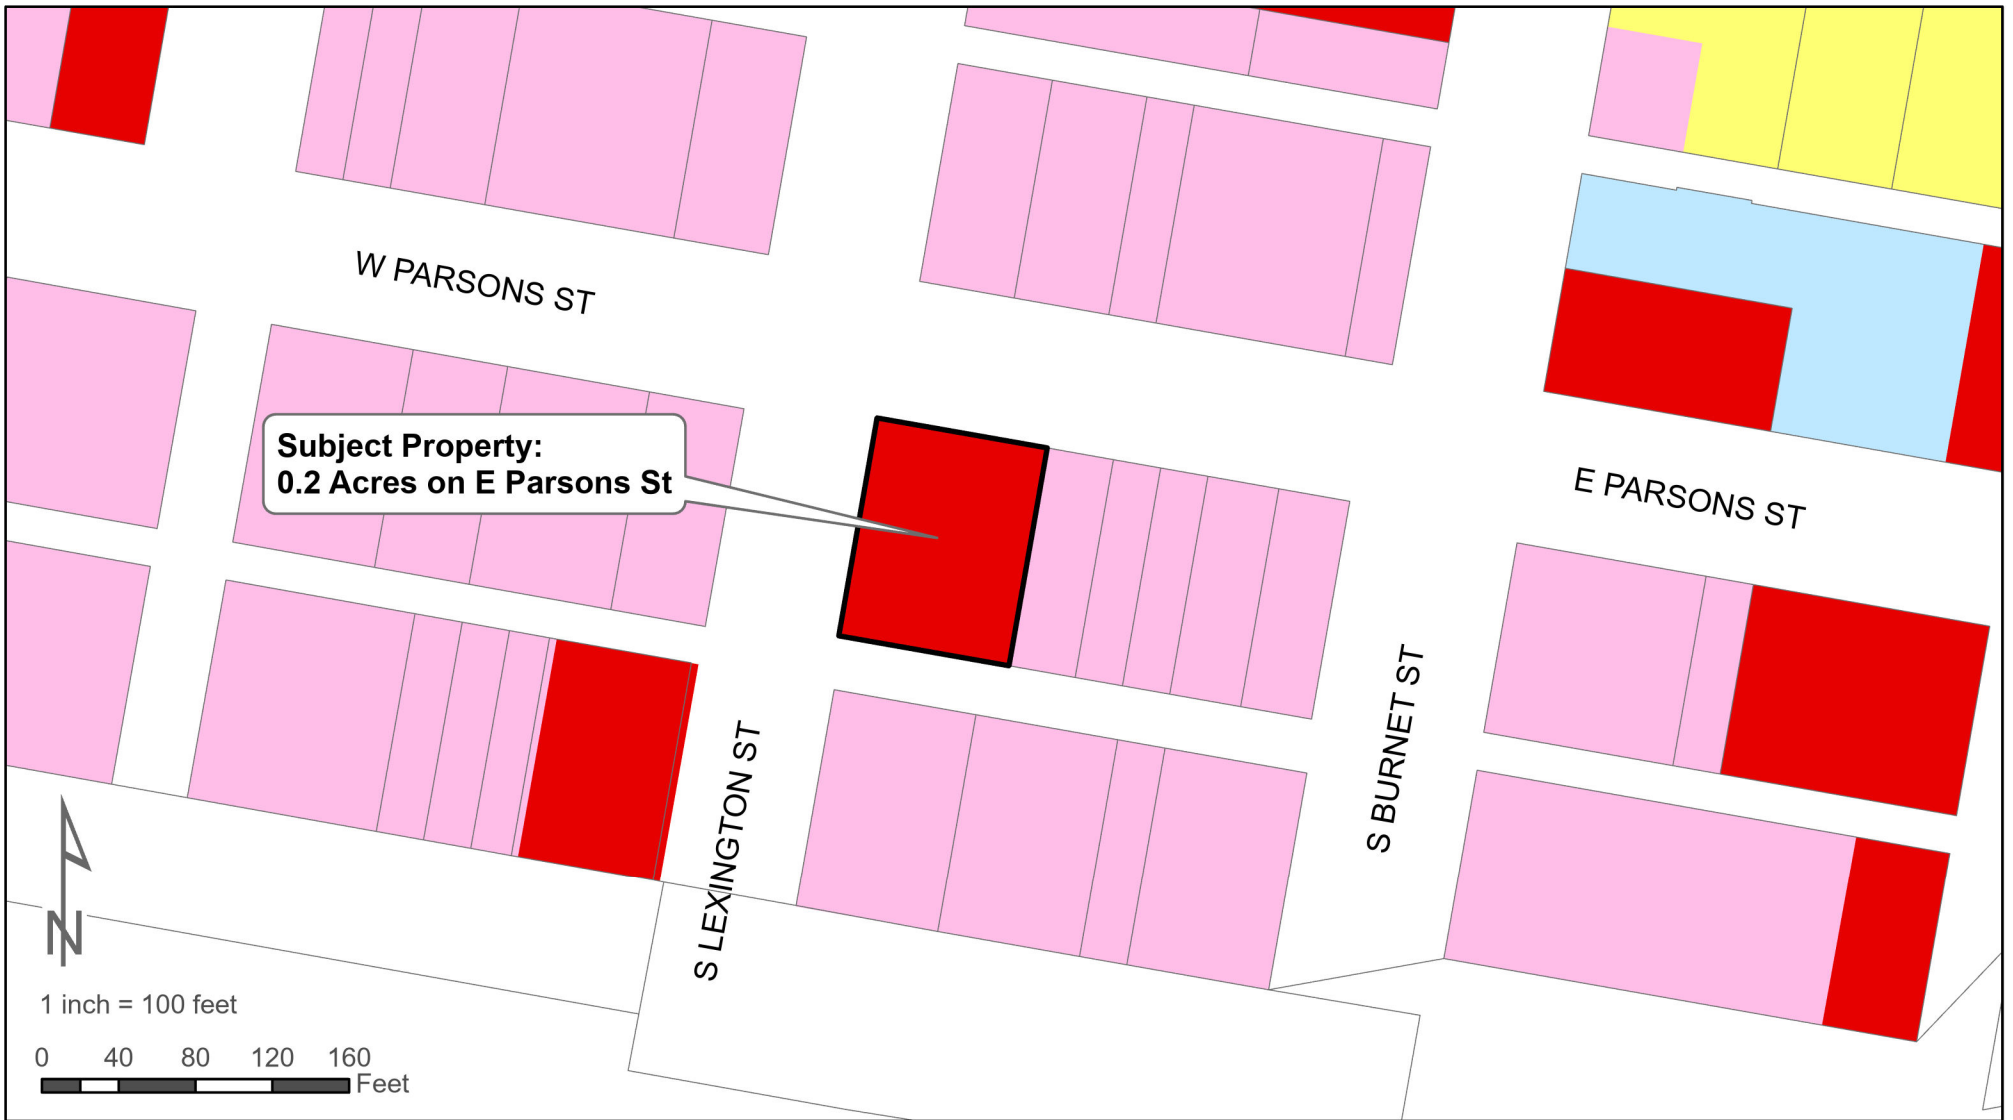 W PARSONS ST
Subject Property:
0.2 Acres on E Parsons St
E PARSONS ST
S BURNET ST
S LEXINGTON ST
N
1 inch = 100 feet
0 40 80 120 160
Feet